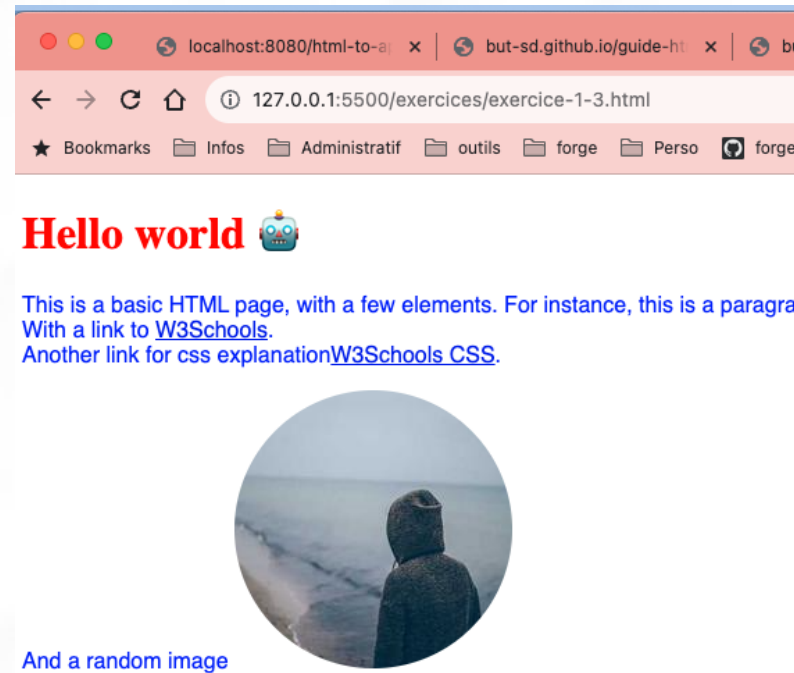 localhost:8080/html-to-a
but-sd.github.io/guide-ht
127.0.0.1:5500/exercices/exercice-1-3.html
Bookmarks Infos Administratif outils forge Perso forge
Hello world 🤖
This is a basic HTML page, with a few elements. For instance, this is a paragra
With a link to W3Schools.
Another link for css explanationW3Schools CSS.
And a random image